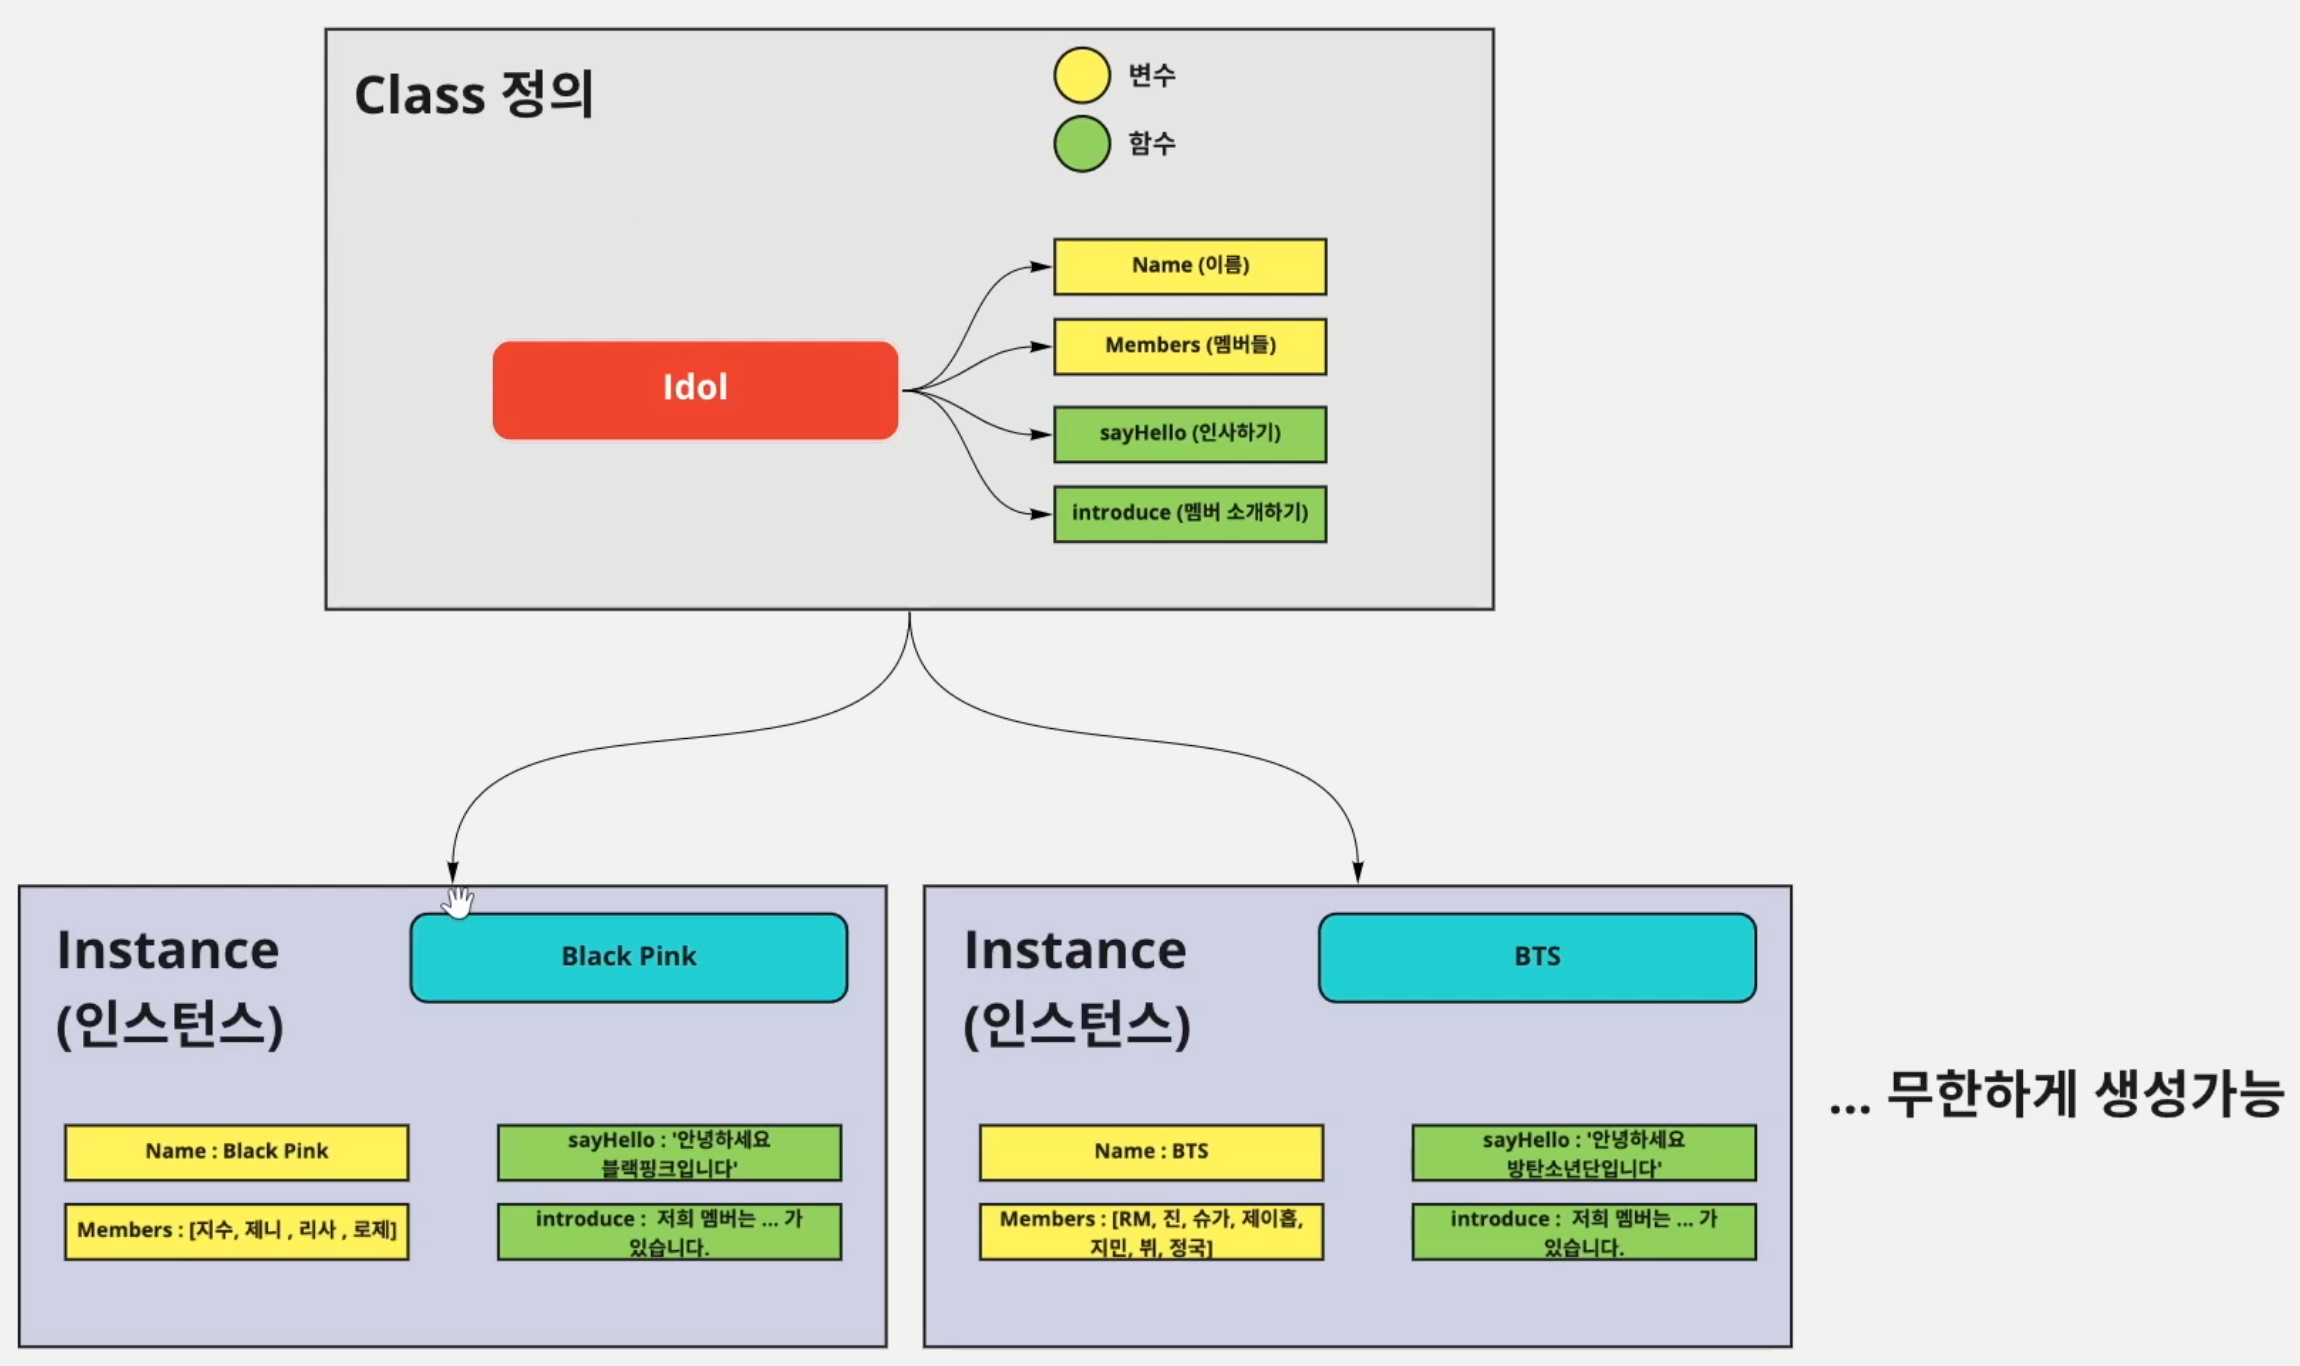 Class 정의
변수
함수
Idol
Name (이름)
Members (멤버들)
sayHello (인사하기)
introduce (멤버 소개하기)
Instance
(인스턴스)
Black Pink
Name : Black Pink
Members : [지수, 제니 , 리사 , 로제]
sayHello : '안녕하세요
블랙핑크입니다'
introduce : 저희 멤버는 ... 가
있습니다.
Instance
(인스턴스)
BTS
Name : BTS
Members : [RM, 진, 슈가, 제이홉,
지민, 뷔, 정국]
sayHello : '안녕하세요
방탄소년단입니다'
introduce : 저희 멤버는 ... 가
있습니다.
... 무한하게 생성가능